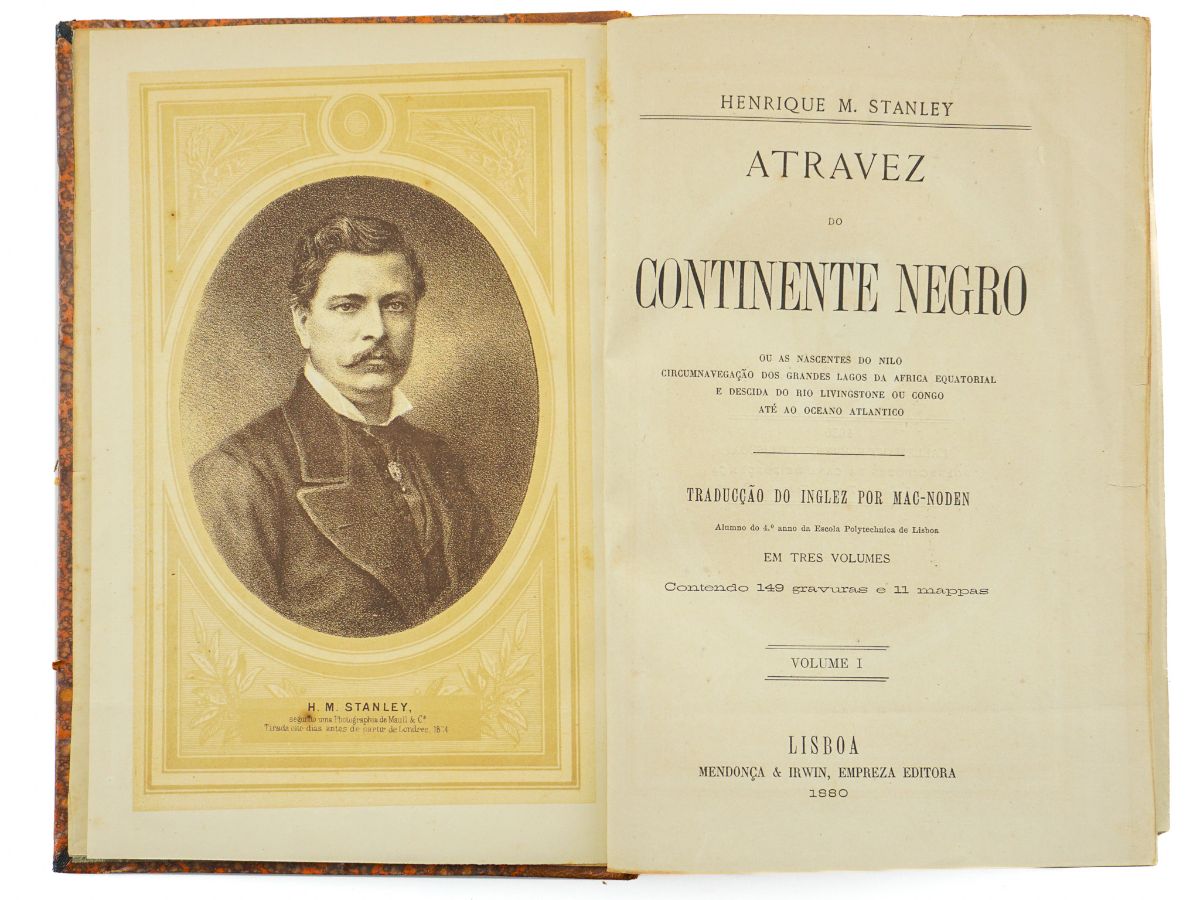 H. M. STANLEY,
segundo uma Photographia de Maull & Cª
Tirada oito dias antes de partir de Londres, 1874
HENRIQUE M. STANLEY
ATRAVEZ
DO
CONTINENTE NEGRO
OU AS NASCENTES DO NILO
CIRCUMNAVEGAÇÃO DOS GRANDES LAGOS DA AFRICA EQUATORIAL
E DESCIDA DO RIO LIVINGSTONE OU CONGO
ATÉ AO OCEANO ATLANTICO
TRADUCÇÃO DO INGLEZ POR MAC-NODEN
Alumno do 4.º anno da Escola Polytechnica de Lisboa
EM TRES VOLUMES
Contendo 149 gravuras e 11 mappas
VOLUME I
LISBOA
MENDONÇA & IRWIN, EMPREZA EDITORA
1880